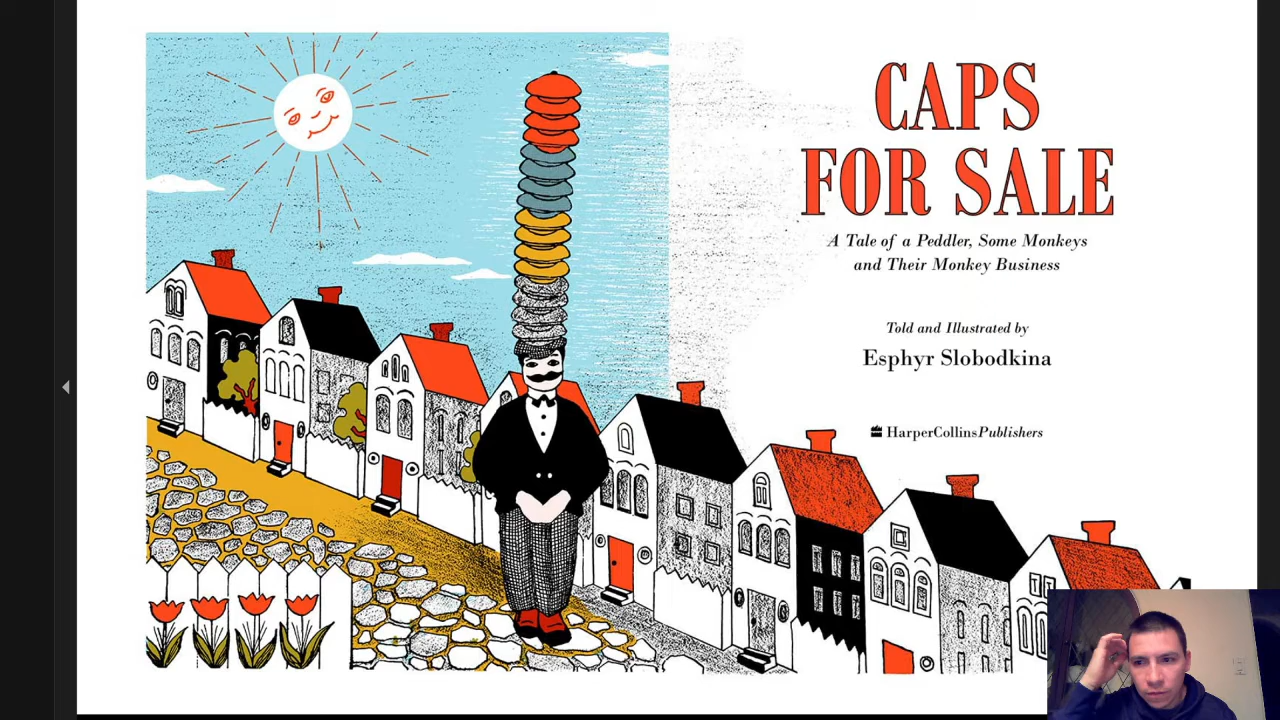 CAPS
FOR SALE
A Tale of a Peddler, Some Monkeys
and Their Monkey Business
Told and Illustrated by
Esphyr Slobodkina
HarperCollinsPublishers